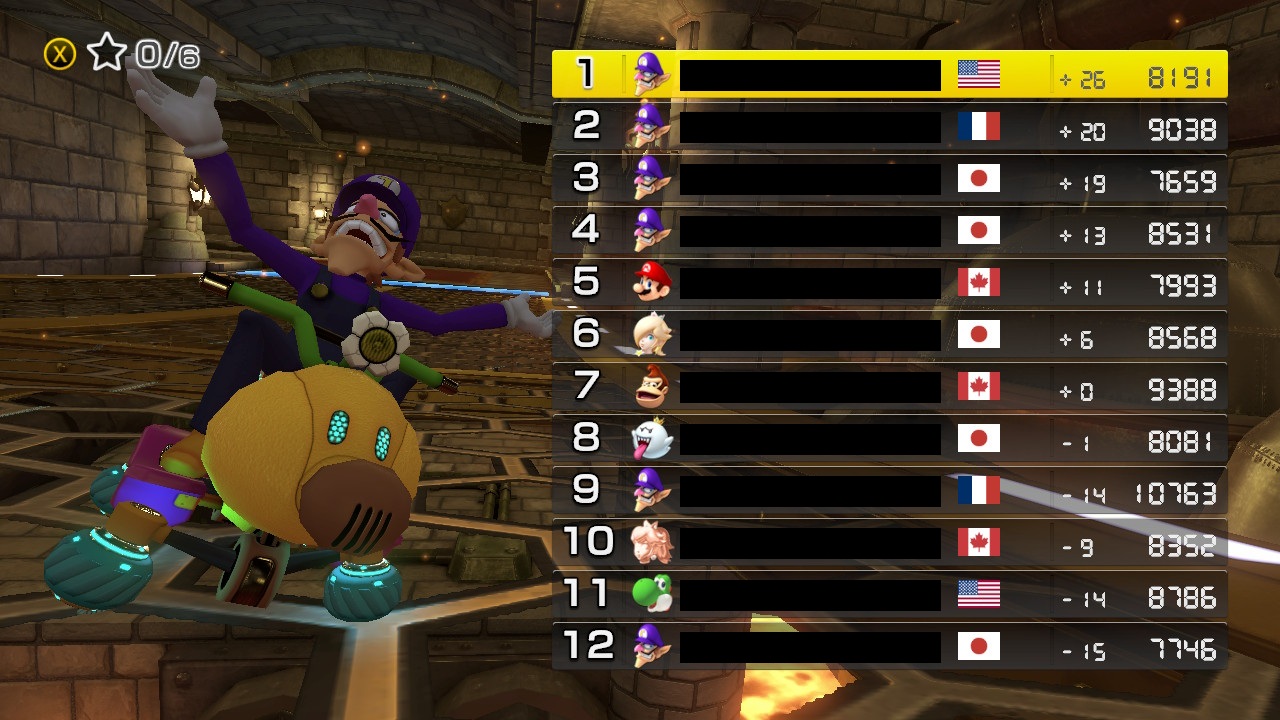 X 0/6
1 + 26 8191
2 + 20 9038
3 + 19 7659
4 + 13 8531
5 + 11 7993
6 + 6 8568
7 + 0 9388
8 - 1 8081
9 - 14 10763
10 - 9 8352
11 - 14 8786
12 - 15 7746